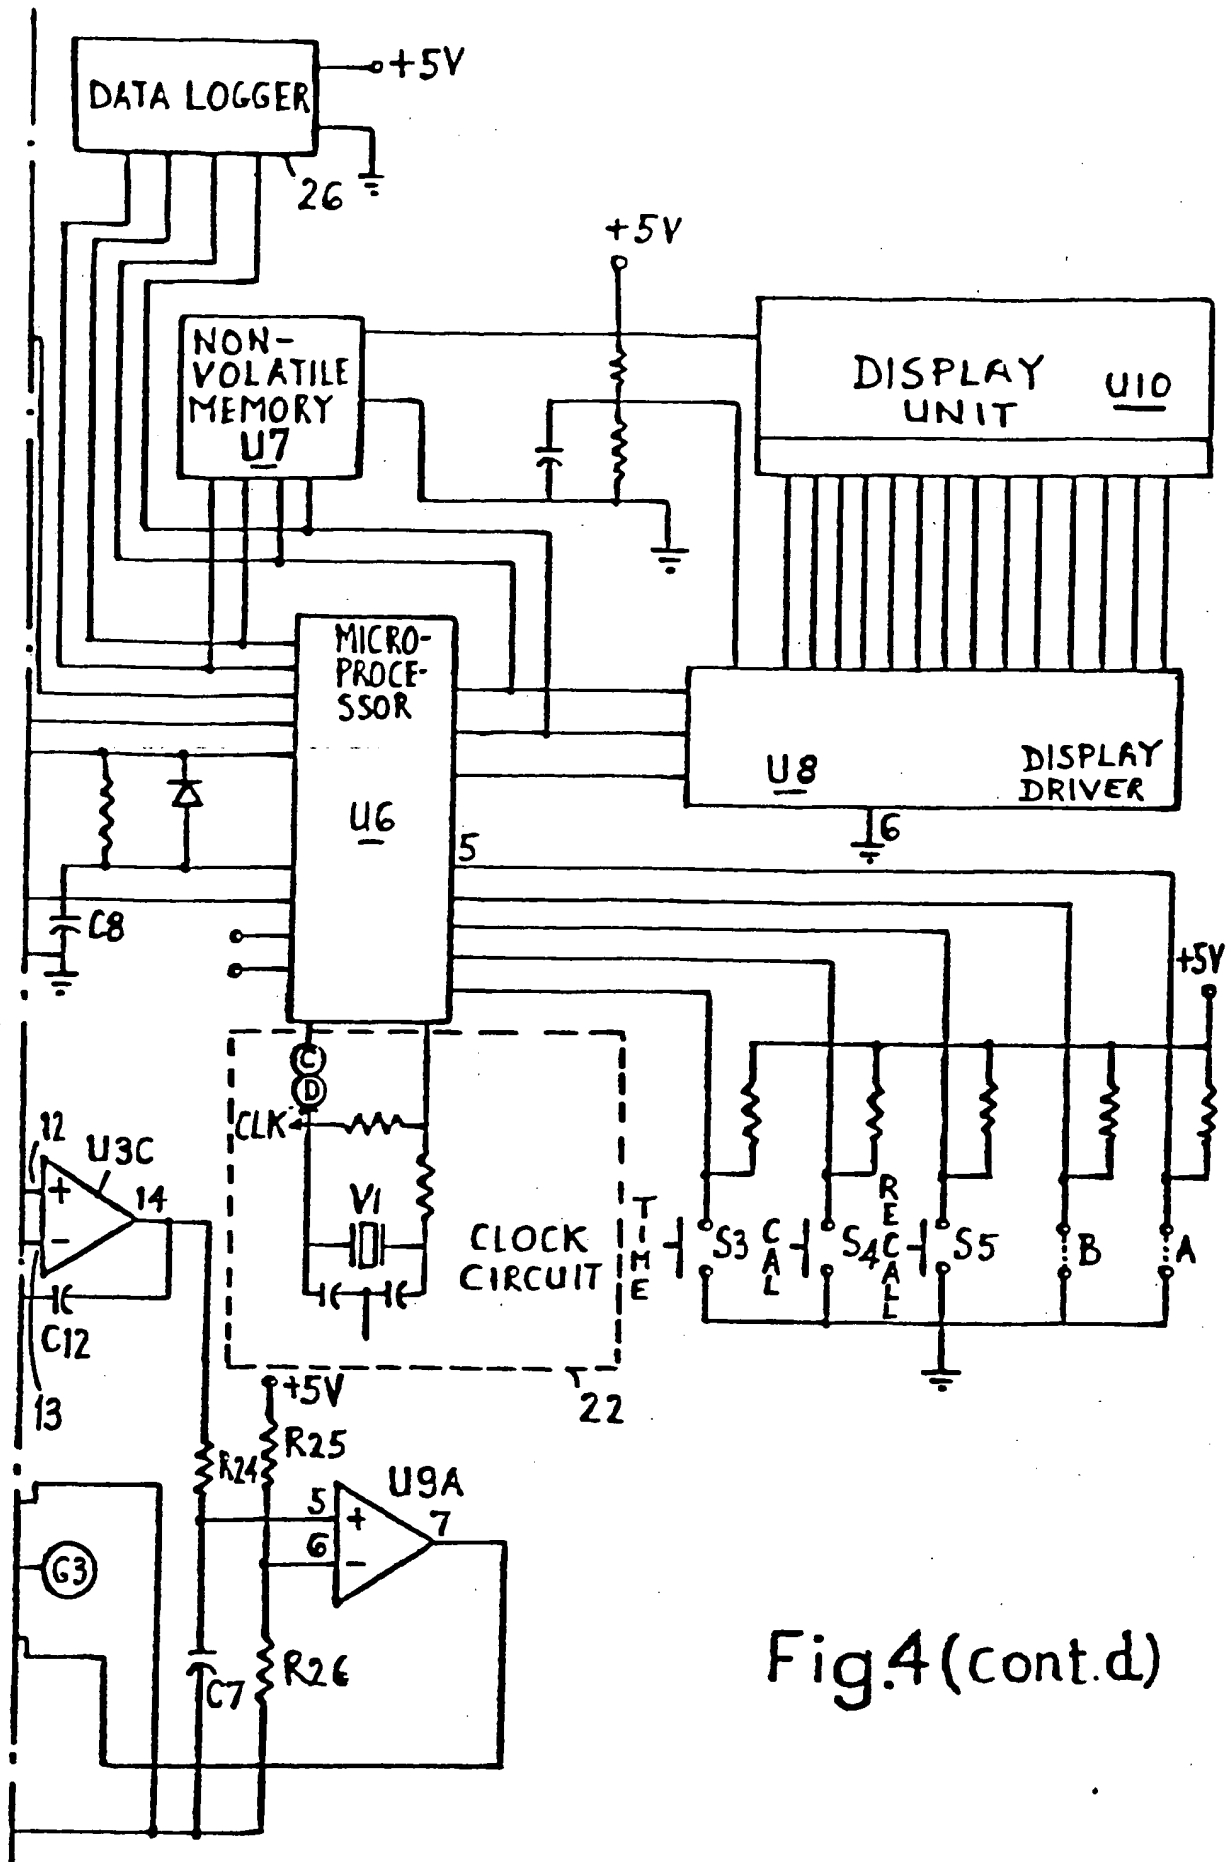 DATA LOGGER
+5V
26
+5V
NON-
VOLATILE
MEMORY
U7
DISPLAY
UNIT
U10
MICRO-
PROCE-
SSOR
U6
U8
DISPLAY
DRIVER
6
5
C8
+5V
C
D
CLK
V1
CLOCK
CIRCUIT
22
TIME
S3
CAL
S4
RECALL
S5
B
A
12
U3C
+
14
-
C12
13
+5V
R25
R24
U9A
5
+
7
6
-
G3
R26
C7
Fig.4 (cont.d)